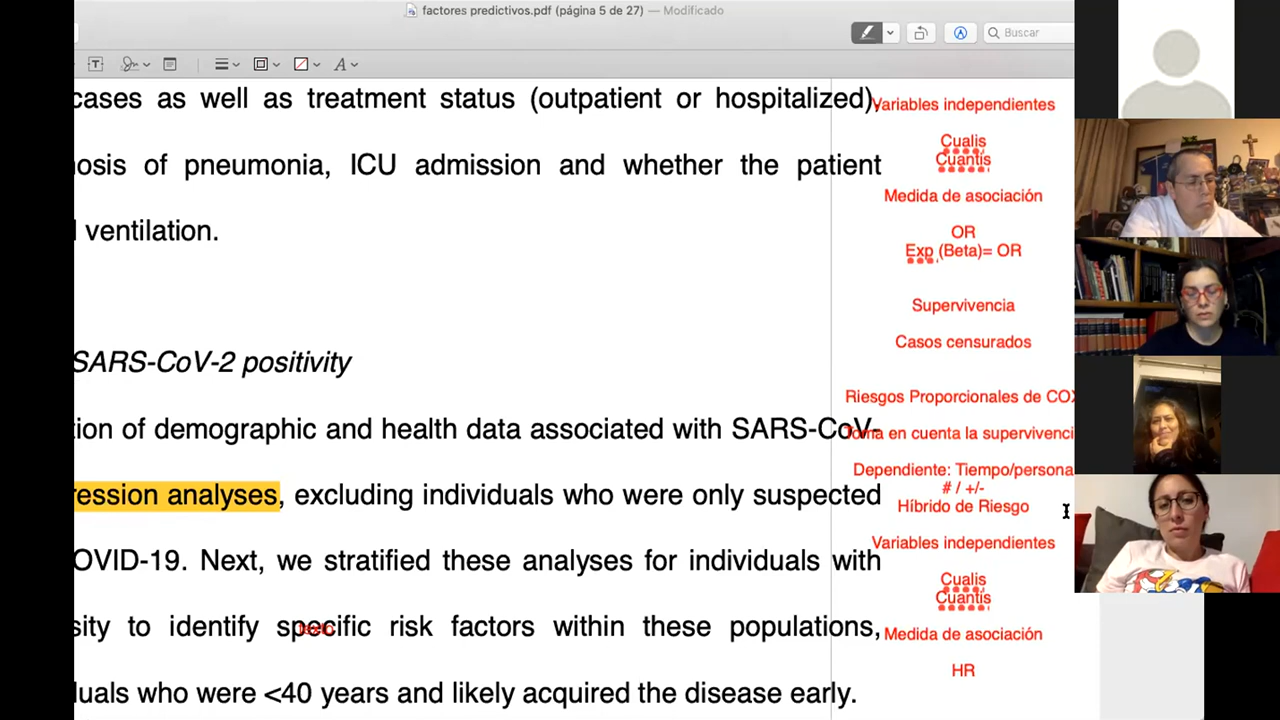 factores predictivos.pdf (página 5 de 27) — Modificado
Buscar
cases as well as treatment status (outpatient or hospitalized),
nosis of pneumonia, ICU admission and whether the patient
ventilation.
SARS-CoV-2 positivity
tion of demographic and health data associated with SARS-CoV-
ression analyses, excluding individuals who were only suspected
OVID-19. Next, we stratified these analyses for individuals with
sity to identify specific risk factors within these populations,
texto
duals who were <40 years and likely acquired the disease early.
Variables independientes
Cualis
Cuantis
Medida de asociación
OR
Exp (Beta)= OR
Supervivencia
Casos censurados
Riesgos Proporcionales de COX
Toma en cuenta la supervivenci
Dependiente: Tiempo/persona
# / +/-
Híbrido de Riesgo
Variables independientes
Cualis
Cuantis
Medida de asociación
HR